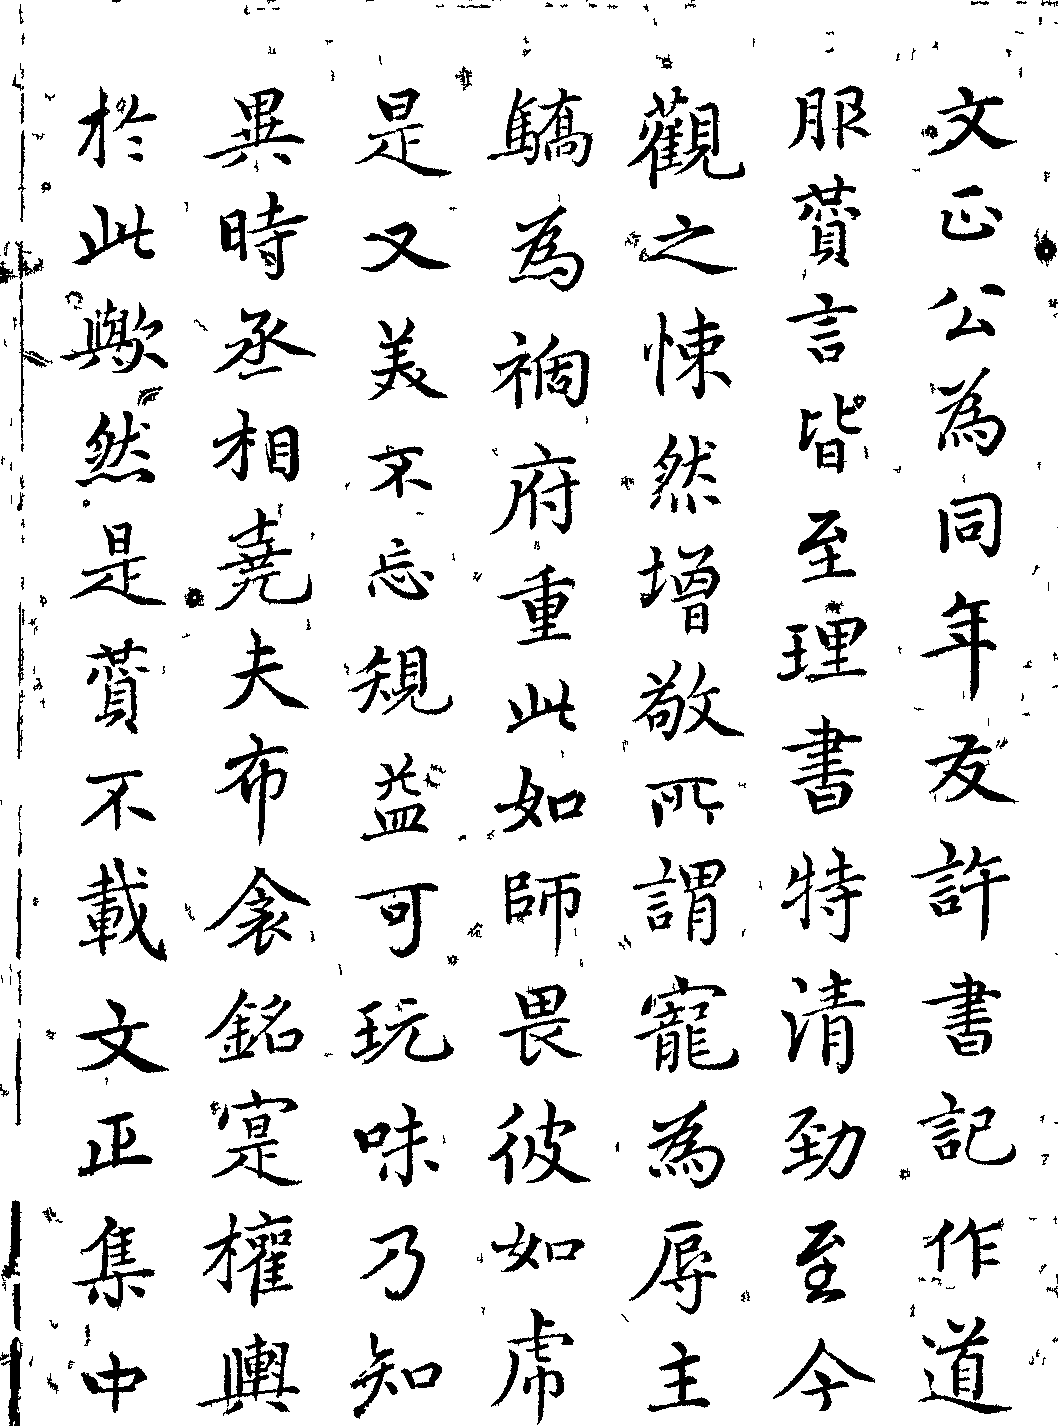 文正公為同年友許書記作道
服贊言皆至理書特清勁至今
觀之悚然增敬所謂寵為辱主
驕為禍府重此如師畏彼如虎
是又美不忘規益可玩味乃知
異時丞相堯夫布衾銘寔權輿
於此歟然是贊不載文正集中